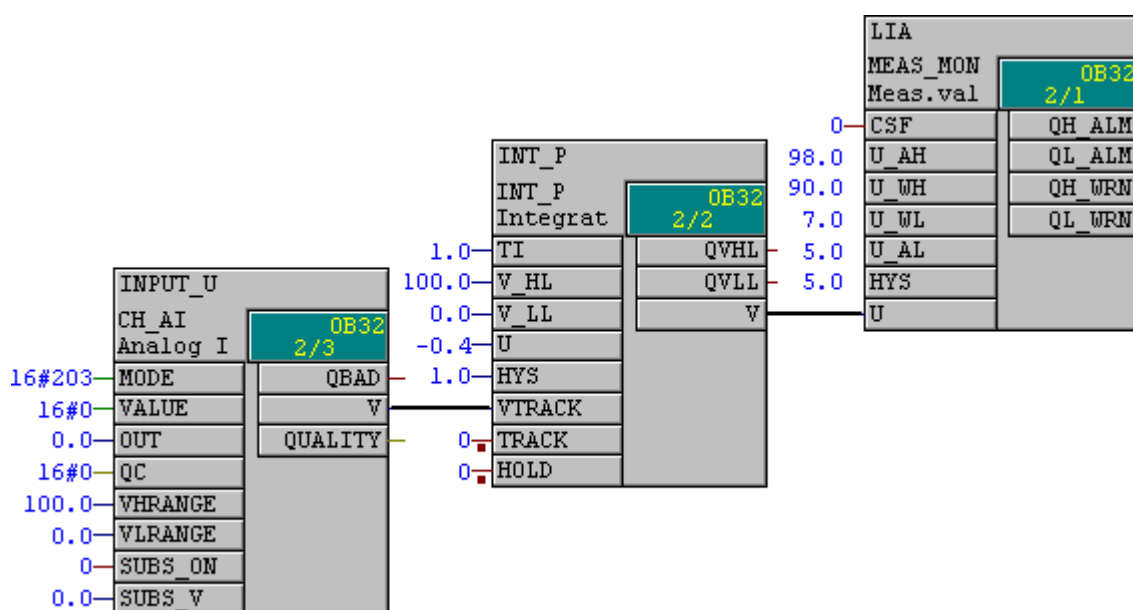 LIA
MEAS_MON
Meas.val
OB32
2/1
0 CSF QH_ALM
98.0 U_AH QL_ALM
90.0 U_WH QH_WRN
7.0 U_WL QL_WRN
5.0 U_AL
5.0 HYS
U
INT_P
INT_P
Integrat
OB32
2/2
1.0 TI QVHL
100.0 V_HL QVLL
0.0 V_LL V
-0.4 U
1.0 HYS
VTRACK
0 TRACK
0 HOLD
INPUT_U
CH_AI
Analog I
OB32
2/3
16#203 MODE QBAD
16#0 VALUE V
0.0 OUT QUALITY
16#0 QC
100.0 VHRANGE
0.0 VLRANGE
0 SUBS_ON
0.0 SUBS_V